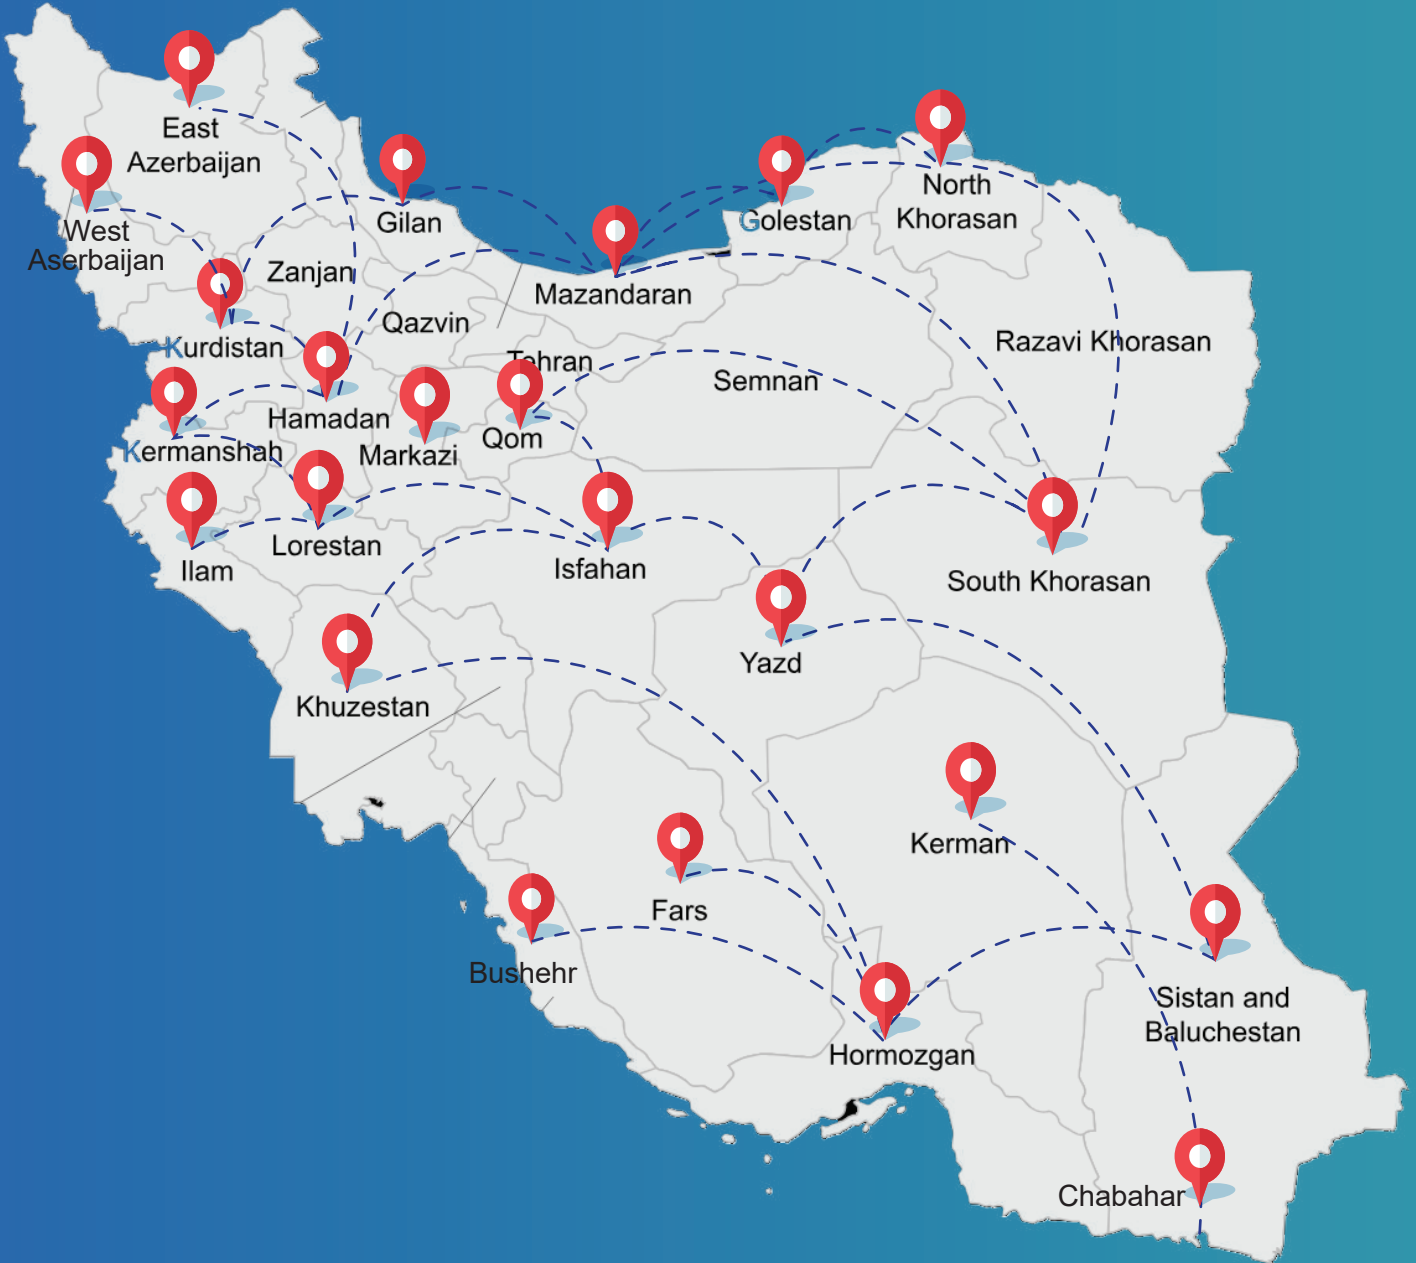 East
Azerbaijan
West
Aserbaijan
Gilan
North
Khorasan
Golestan
Zanjan
Mazandaran
Qazvin
Kurdistan
Razavi Khorasan
Tehran
Semnan
Hamadan
Qom
Kermanshah
Markazi
Lorestan
Ilam
Isfahan
South Khorasan
Yazd
Khuzestan
Kerman
Fars
Bushehr
Sistan and
Baluchestan
Hormozgan
Chabahar